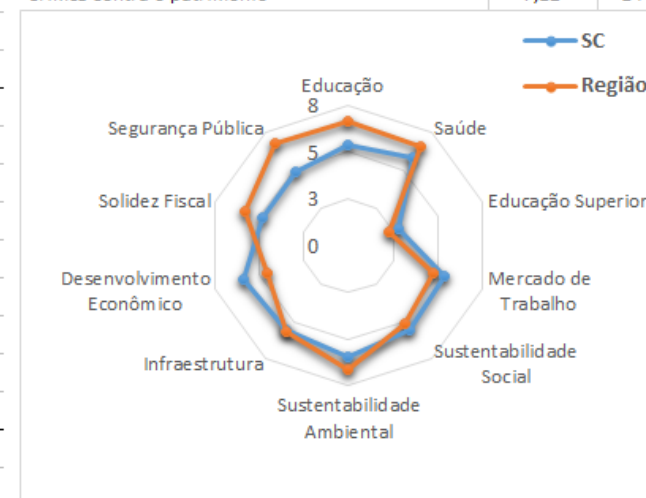 SC
Região
Educação
8
Segurança Pública
Saúde
5
Solidez Fiscal
3
Educação Superior
0
Desenvolvimento
Econômico
Mercado de
Trabalho
Infraestrutura
Sustentabilidade
Social
Sustentabilidade
Ambiental